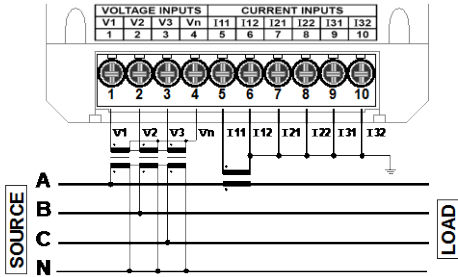 VOLTAGE INPUTS CURRENT INPUTS
V1 V2 V3 Vn I11 I12 I21 I22 I31 I32
1 2 3 4 5 6 7 8 9 10
1 2 3 4 5 6 7 8 9 10
V1 V2 V3 Vn I11 I12 I21 I22 I31 I32
A
B
C
N
SOURCE
LOAD